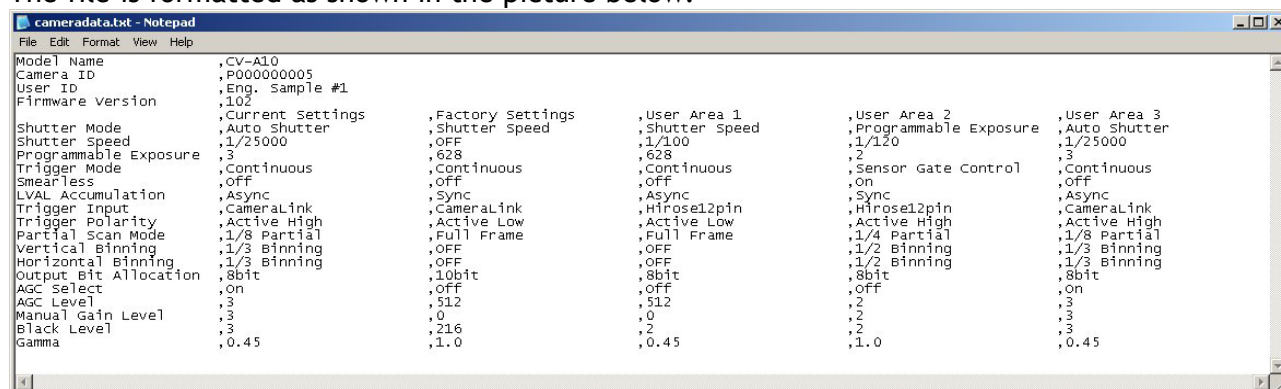 The file is formatted as shown in the picture below.
cameradata.txt - Notepad
File Edit Format View Help
Model Name ,CV-A10
Camera ID ,P000000005
User ID ,Eng. Sample #1
Firmware Version ,102
,Current Settings ,Factory Settings ,User Area 1 ,User Area 2 ,User Area 3
Shutter Mode ,Auto Shutter ,Shutter Speed ,Shutter Speed ,Programmable Exposure ,Auto Shutter
Shutter Speed ,1/25000 ,OFF ,1/100 ,1/120 ,1/25000
Programmable Exposure ,3 ,628 ,628 ,2 ,3
Trigger Mode ,Continuous ,Continuous ,Continuous ,Sensor Gate Control ,Continuous
Smearless ,Off ,Off ,Off ,On ,Off
LVAL Accumulation ,Async ,Sync ,Async ,Sync ,Async
Trigger Input ,CameraLink ,CameraLink ,Hirose12pin ,Hirose12pin ,CameraLink
Trigger Polarity ,Active High ,Active Low ,Active Low ,Active High ,Active High
Partial Scan Mode ,1/8 Partial ,Full Frame ,Full Frame ,1/4 Partial ,1/8 Partial
Vertical Binning ,1/3 Binning ,OFF ,OFF ,1/2 Binning ,1/3 Binning
Horizontal Binning ,1/3 Binning ,OFF ,OFF ,1/2 Binning ,1/3 Binning
Output Bit Allocation ,8bit ,10bit ,8bit ,8bit ,8bit
AGC Select ,On ,Off ,Off ,Off ,On
AGC Level ,3 ,512 ,512 ,2 ,3
Manual Gain Level ,3 ,0 ,0 ,2 ,3
Black Level ,3 ,216 ,2 ,2 ,3
Gamma ,0.45 ,1.0 ,0.45 ,1.0 ,0.45